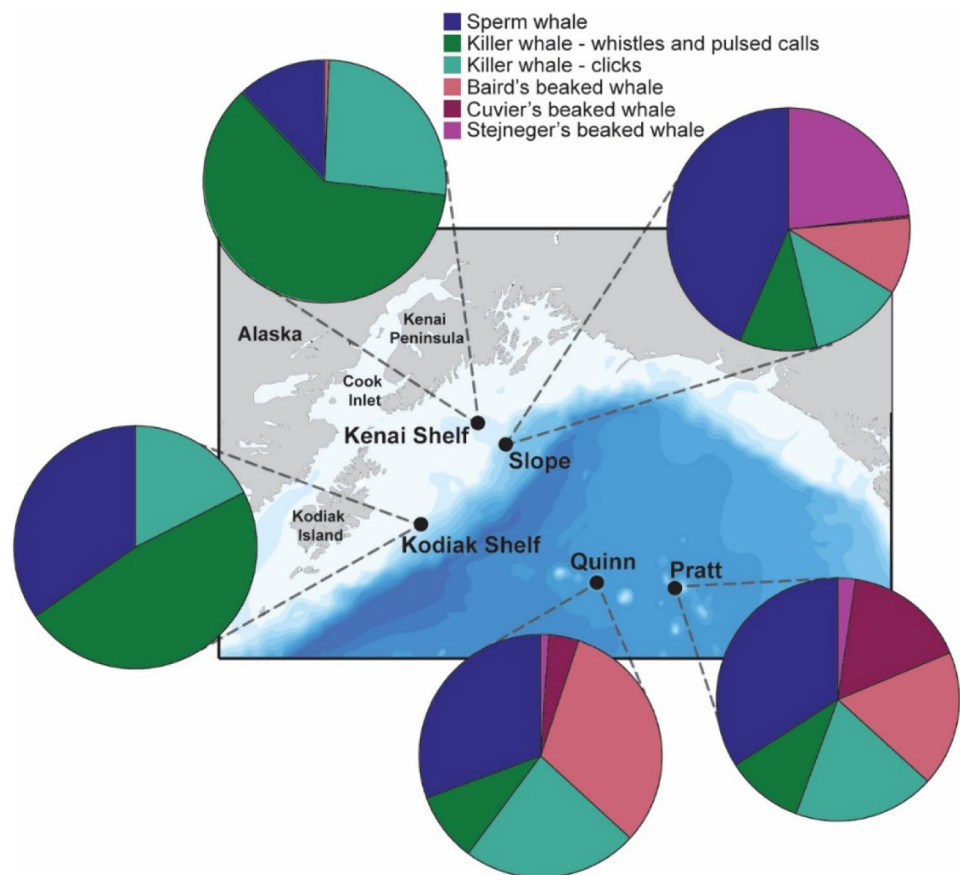 Sperm whale
Killer whale - whistles and pulsed calls
Killer whale - clicks
Baird's beaked whale
Cuvier's beaked whale
Stejneger's beaked whale
Alaska
Kenai
Peninsula
Cook
Inlet
Kenai Shelf
Slope
Kodiak
Island
Kodiak Shelf
Quinn
Pratt